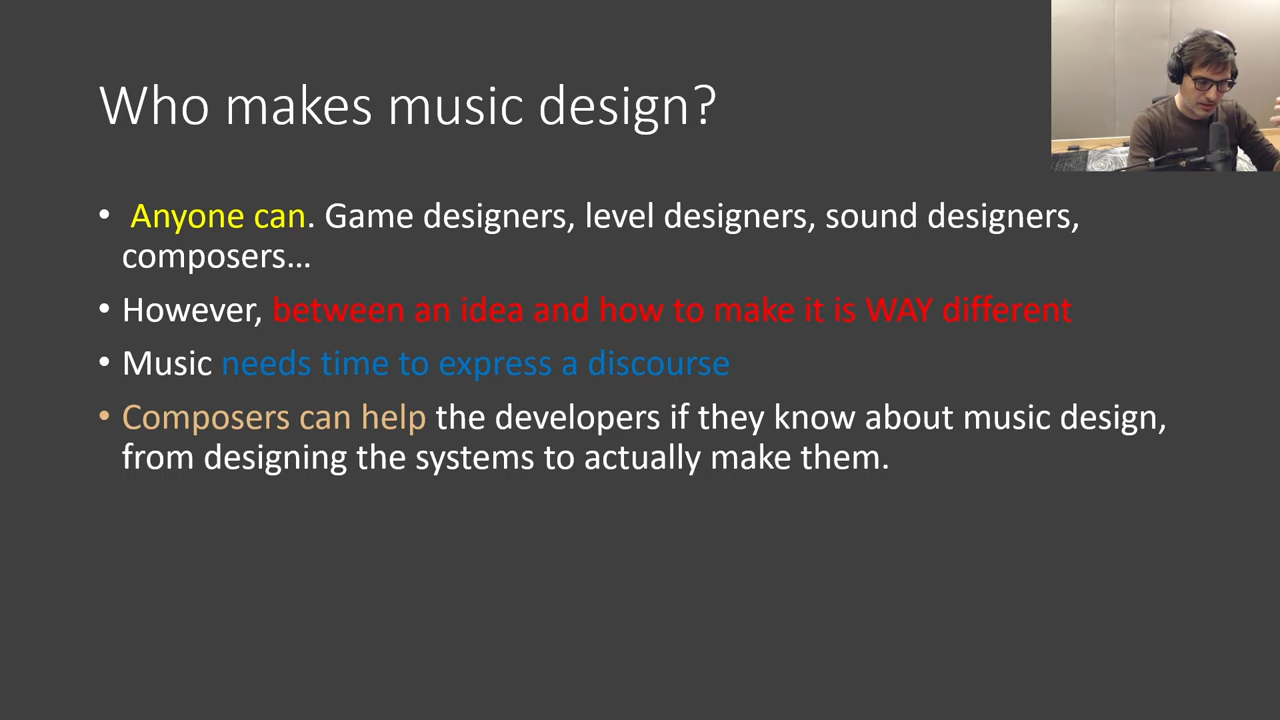 Who makes music design?
• Anyone can. Game designers, level designers, sound designers,
composers...
• However, between an idea and how to make it is WAY different
• Music needs time to express a discourse
• Composers can help the developers if they know about music design,
from designing the systems to actually make them.